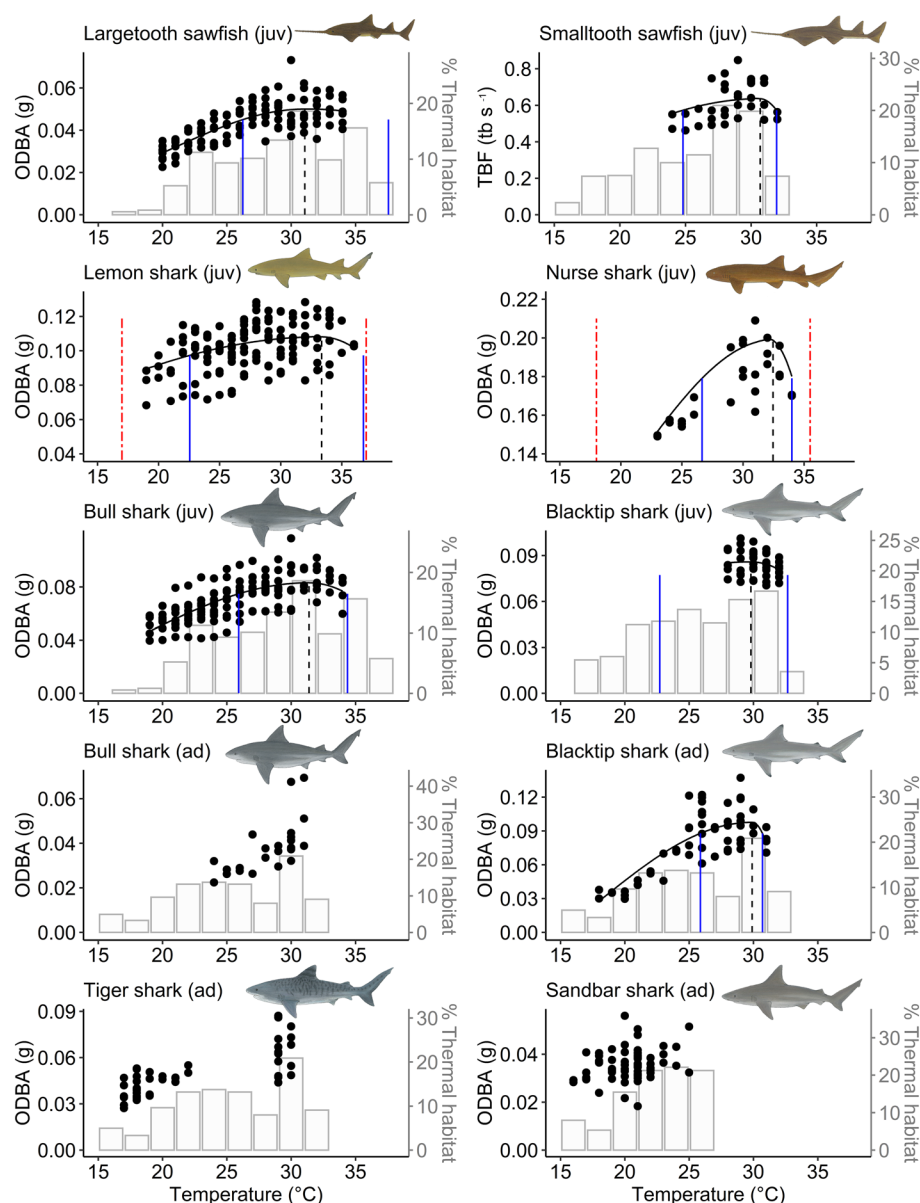 Largetooth sawfish (juv)
ODBA (g)
0.06
0.04
0.02
0.00
15 20 25 30 35
20
10
0
% Thermal habitat
Smalltooth sawfish (juv)
TBF (tb s⁻¹)
0.8
0.6
0.4
0.2
0.0
15 20 25 30 35
30
20
10
0
% Thermal habitat
Lemon shark (juv)
ODBA (g)
0.12
0.10
0.08
0.06
0.04
15 20 25 30 35
Nurse shark (juv)
ODBA (g)
0.22
0.20
0.18
0.16
0.14
15 20 25 30 35
Bull shark (juv)
ODBA (g)
0.12
0.08
0.04
0.00
15 20 25 30 35
20
10
0
% Thermal habitat
Blacktip shark (juv)
ODBA (g)
0.09
0.06
0.03
0.00
15 20 25 30 35
25
20
15
10
5
0
% Thermal habitat
Bull shark (ad)
ODBA (g)
0.06
0.04
0.02
0.00
15 20 25 30 35
40
30
20
10
0
% Thermal habitat
Blacktip shark (ad)
ODBA (g)
0.12
0.09
0.06
0.03
0.00
15 20 25 30 35
30
20
10
0
% Thermal habitat
Tiger shark (ad)
ODBA (g)
0.09
0.06
0.03
0.00
15 20 25 30 35
Temperature (°C)
30
20
10
0
% Thermal habitat
Sandbar shark (ad)
ODBA (g)
0.04
0.02
0.00
15 20 25 30 35
Temperature (°C)
30
20
10
0
% Thermal habitat